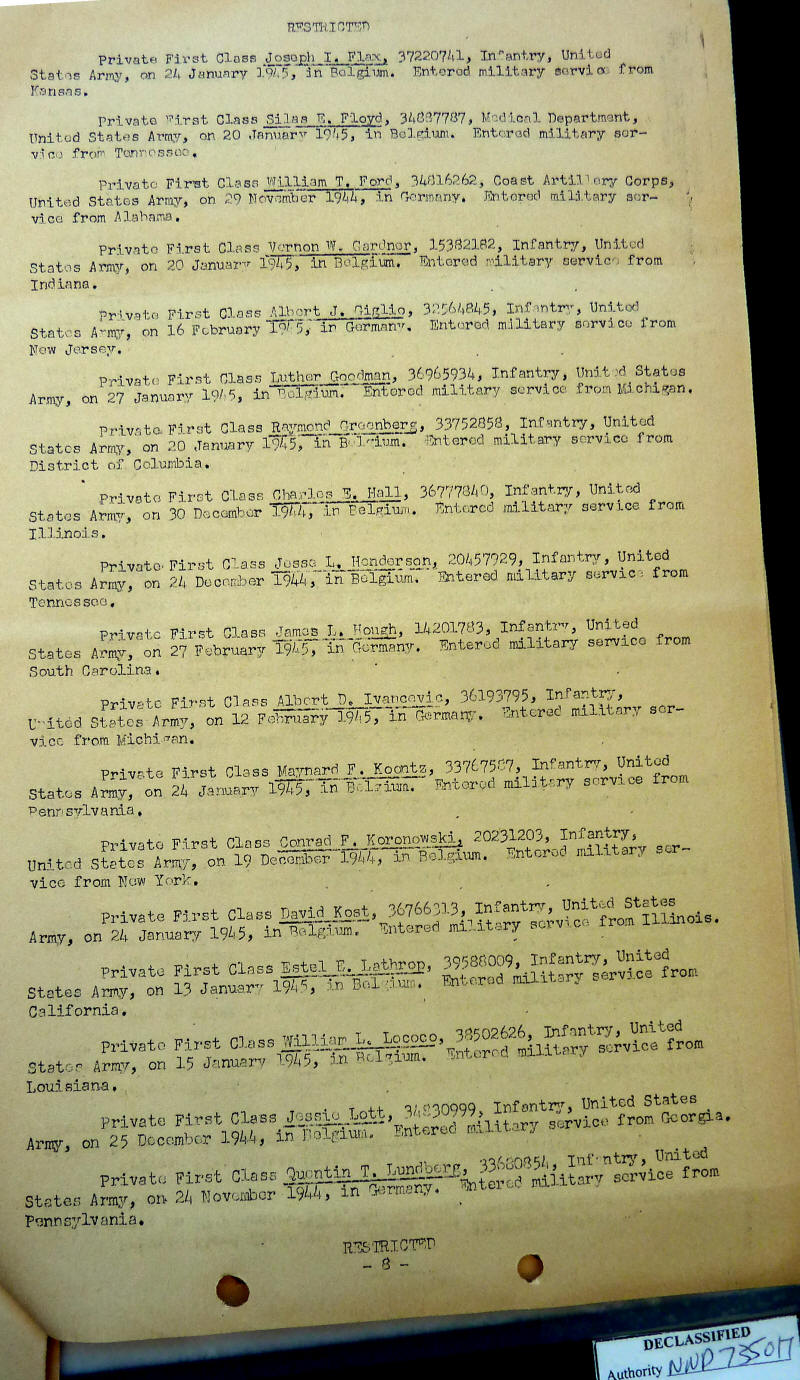 RESTRICTED
Private First Class Joseph I. Flax, 37220741, Infantry, United
States Army, on 24 January 1945, in Belgium. Entered military service from
Kansas.
Private First Class Silas E. Floyd, 34887787, Medical Department,
United States Army, on 20 January 1945, in Belgium. Entered military ser-
vice from Tennessee.
Private First Class William T. Ford, 34816262, Coast Artillery Corps,
United States Army, on 29 November 1944, in Germany. Entered military ser-
vice from Alabama.
Private First Class Vernon W. Gardner, 15382182, Infantry, United
States Army, on 20 January 1945, in Belgium. Entered military service from
Indiana.
Private First Class Albert J. Giglio, 32564845, Infantry, United
States Army, on 16 February 1945, in Germany. Entered military service from
New Jersey.
Private First Class Luther Goodman, 36965934, Infantry, United States
Army, on 27 January 1945, in Belgium. Entered military service from Michigan.
Private First Class Raymond Greenberg, 33752858, Infantry, United
States Army, on 20 January 1945, in Belgium. Entered military service from
District of Columbia.
Private First Class Charles E. Hall, 36777840, Infantry, United
States Army, on 30 December 1944, in Belgium. Entered military service from
Illinois.
Private First Class Jesse L. Henderson, 20457929, Infantry, United
States Army, on 24 December 1944, in Belgium. Entered military service from
Tennessee.
Private First Class James L. Hough, 14201783, Infantry, United
States Army, on 27 February 1945, in Germany. Entered military service from
South Carolina.
Private First Class Albert D. Ivancovic, 36193795, Infantry,
United States Army, on 12 February 1945, in Germany. Entered military ser-
vice from Michigan.
Private First Class Maynard F. Koontz, 33767587, Infantry, United
States Army, on 24 January 1945, in Belgium. Entered military service from
Pennsylvania.
Private First Class Conrad F. Koronowski, 20231203, Infantry,
United States Army, on 19 December 1944, in Belgium. Entered military ser-
vice from New York.
Private First Class David Kost, 36766313, Infantry, United States
Army, on 24 January 1945, in Belgium. Entered military service from Illinois.
Private First Class Estel E. Lathrop, 39588009, Infantry, United
States Army, on 13 January 1945, in Belgium. Entered military service from
California.
Private First Class William L. Lococo, 38502626, Infantry, United
States Army, on 15 January 1945, in Belgium. Entered military service from
Louisiana.
Private First Class Jessie Lott, 34830999, Infantry, United States
Army, on 25 December 1944, in Belgium. Entered military service from Georgia.
Private First Class Quentin T. Lundberg, 33680854, Infantry, United
States Army, on 24 November 1944, in Germany. Entered military service from
Pennsylvania.
RESTRICTED
- 8 -
DECLASSIFIED
Authority NND 735017